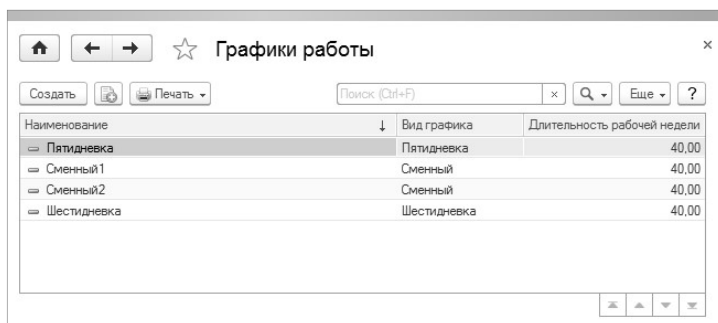 Графики работы
Создать Печать Поиск (Ctrl+F) × Еще ?
Наименование ↓ Вид графика Длительность рабочей недели
Пятидневка Пятидневка 40,00
Сменный1 Сменный 40,00
Сменный2 Сменный 40,00
Шестидневка Шестидневка 40,00